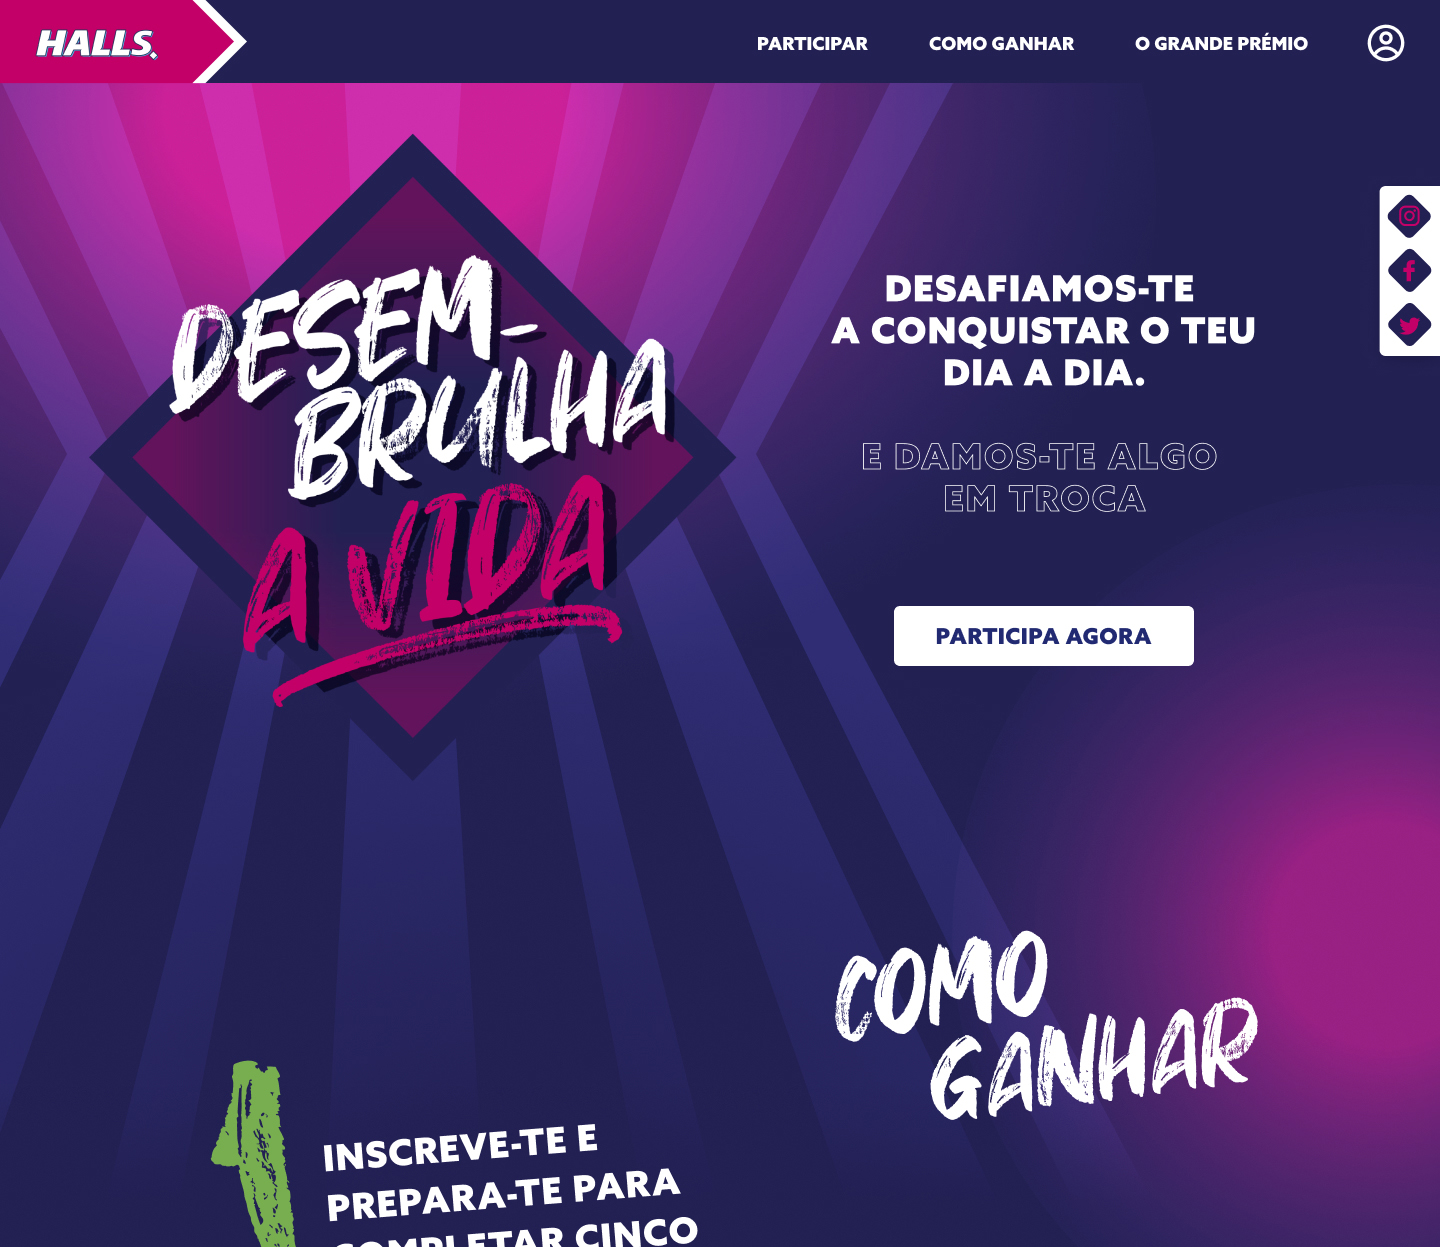 HALLS
PARTICIPAR
COMO GANHAR
O GRANDE PRÉMIO
DESEM-
BRULHA
A VIDA
DESAFIAMOS-TE
A CONQUISTAR O TEU
DIA A DIA.
E DAMOS-TE ALGO
EM TROCA
PARTICIPA AGORA
COMO
GANHAR
1
INSCREVE-TE E
PREPARA-TE PARA
COMPLETAR CINCO